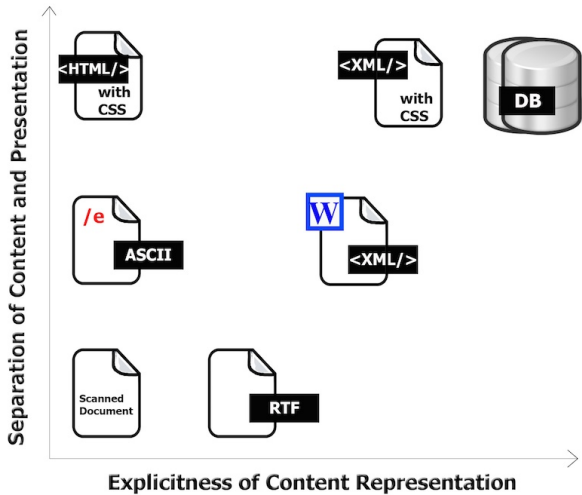 Separation of Content and Presentation
<HTML/>
with
CSS
<XML/>
with
CSS
DB
/e
ASCII
W
<XML/>
Scanned
Document
RTF
Explicitness of Content Representation